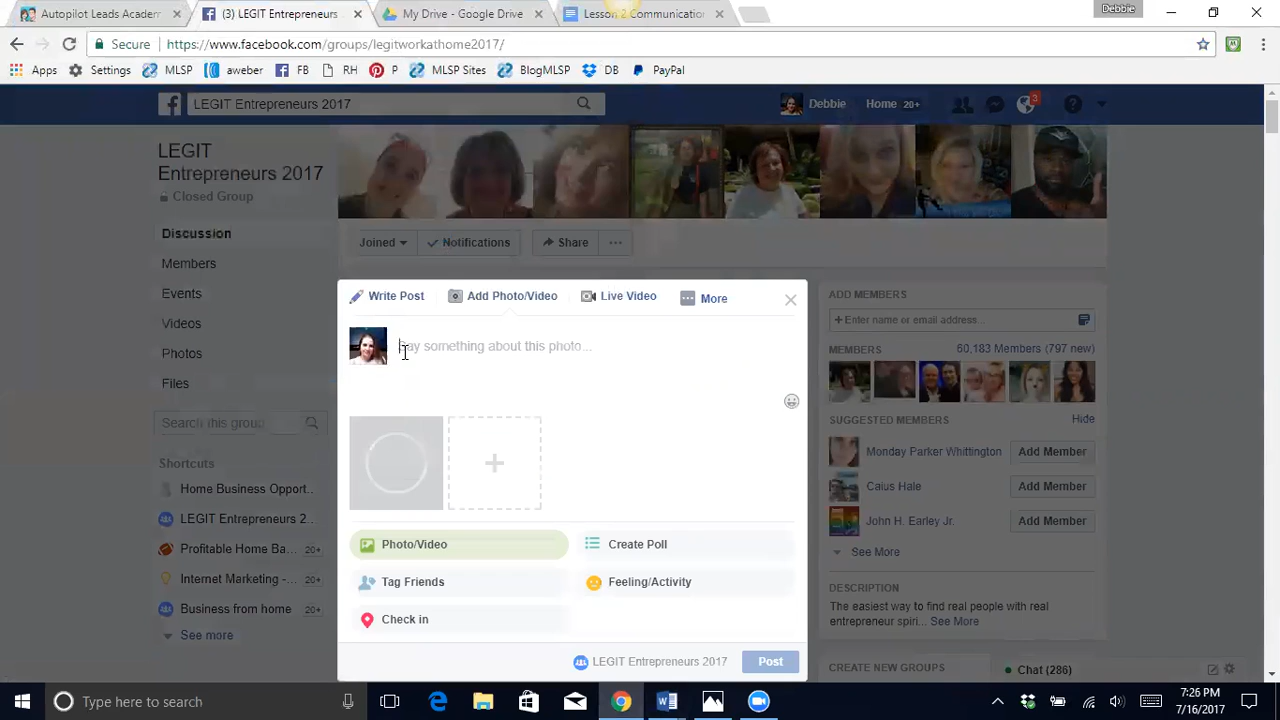 Autopilot Leads Acade
(3) LEGIT Entrepreneurs
My Drive - Google Drive
Lesson 2 Communication
Debbie
Secure
https://www.facebook.com/groups/legitworkathome2017/
Apps
Settings
MLSP
aweber
FB
RH
P
MLSP Sites
BlogMLSP
DB
PayPal
LEGIT Entrepreneurs 2017
Debbie
Home 20+
3
LEGIT
Entrepreneurs 2017
Closed Group
Discussion
Members
Events
Videos
Photos
Files
Search this group
Shortcuts
Home Business Opport...
LEGIT Entrepreneurs 2...
Profitable Home Ba... 20+
Internet Marketing -... 20+
Business from home 20+
See more
Joined
Notifications
Share
Write Post
Add Photo/Video
Live Video
More
Say something about this photo...
Photo/Video
Create Poll
Tag Friends
Feeling/Activity
Check in
LEGIT Entrepreneurs 2017
Post
ADD MEMBERS
+ Enter name or email address...
60,183 Members (797 new)
SUGGESTED MEMBERS
Hide
Monday Parker Whittington
Add Member
Caius Hale
Add Member
John H. Earley Jr.
Add Member
See More
DESCRIPTION
The easiest way to find real people with real
entrepreneur spiri... See More
CREATE NEW GROUPS
Chat (286)
Type here to search
7:26 PM
7/16/2017